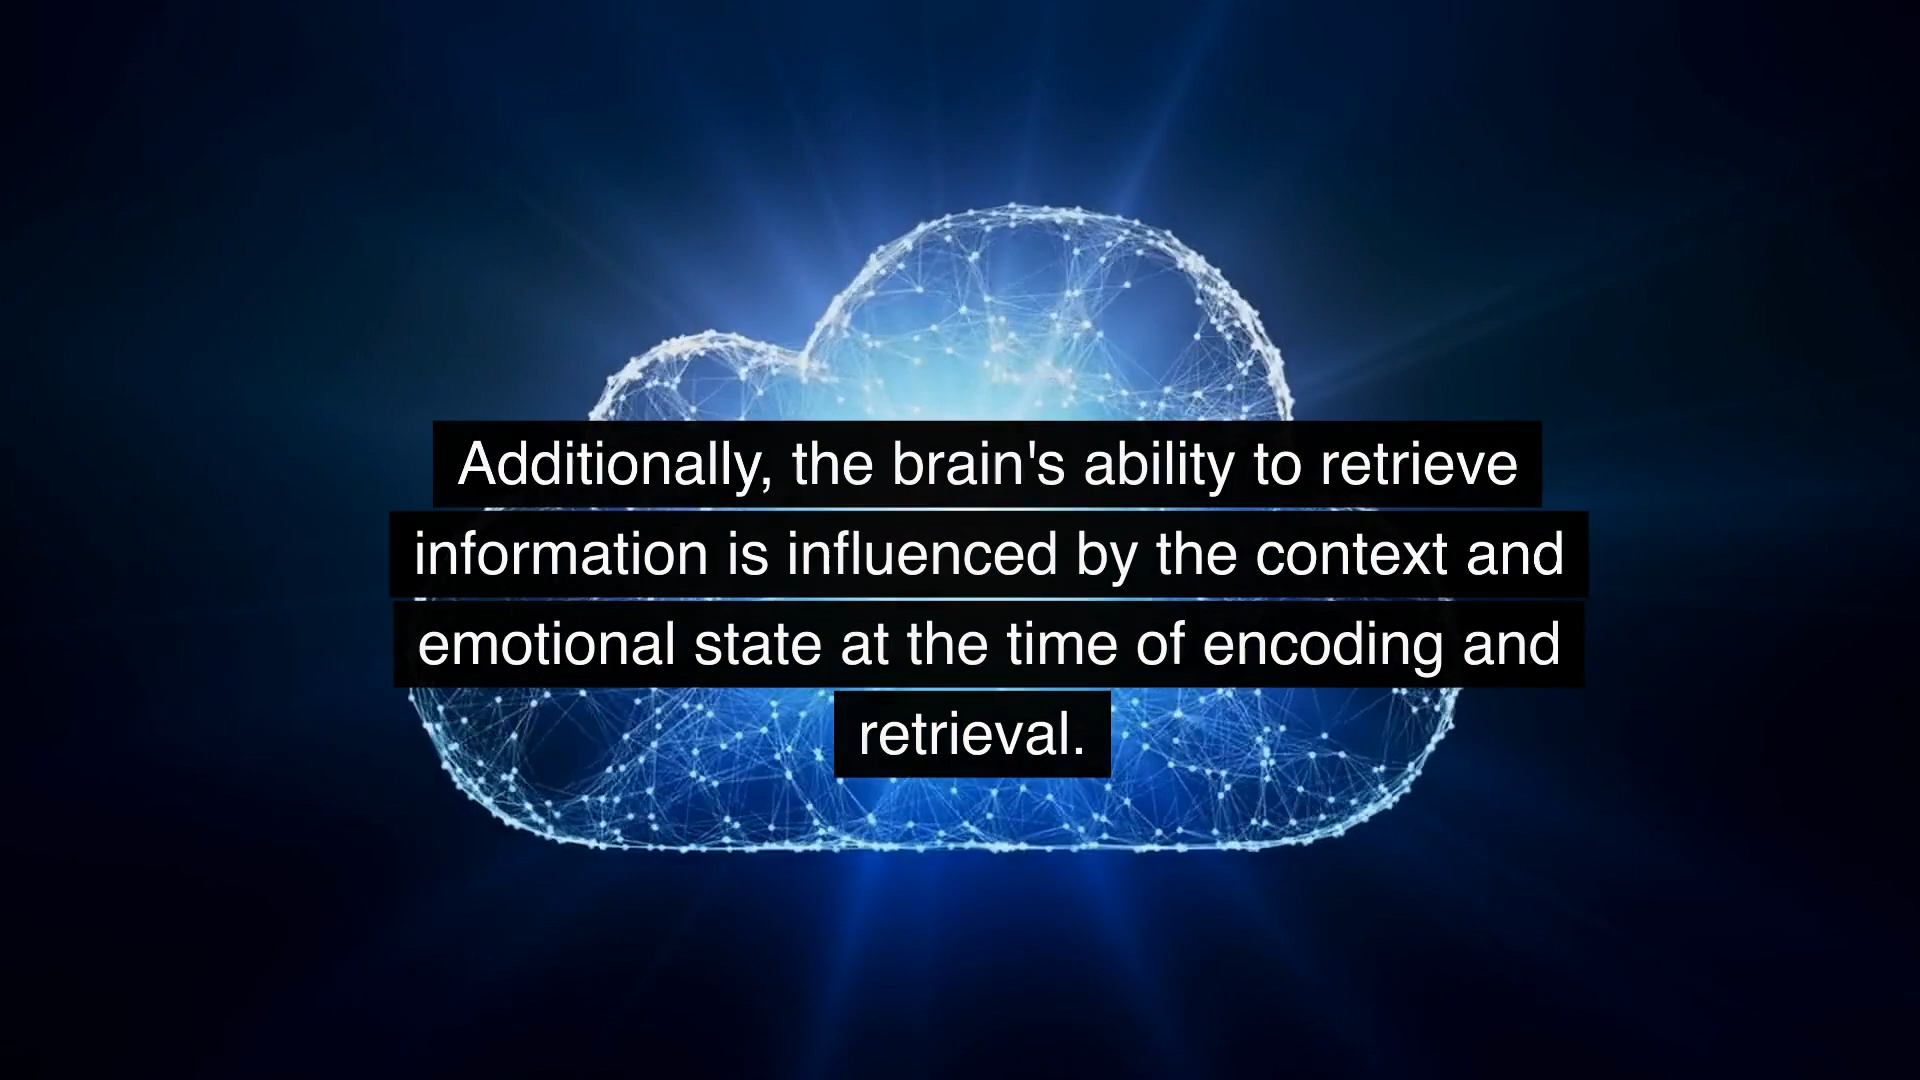 Additionally, the brain's ability to retrieve
information is influenced by the context and
emotional state at the time of encoding and
retrieval.